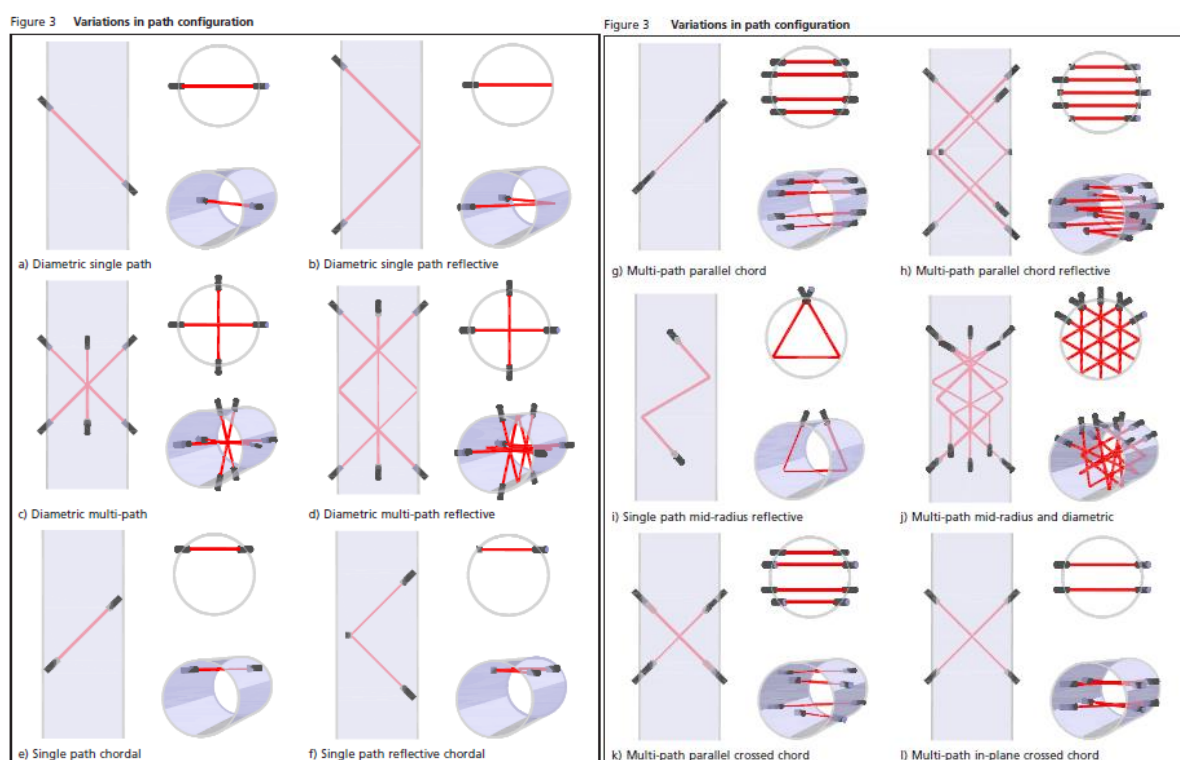 Figure 3 Variations in path configuration
a) Diametric single path
b) Diametric single path reflective
c) Diametric multi-path
d) Diametric multi-path reflective
e) Single path chordal
f) Single path reflective chordal
Figure 3 Variations in path configuration
g) Multi-path parallel chord
h) Multi-path parallel chord reflective
i) Single path mid-radius reflective
j) Multi-path mid-radius and diametric
k) Multi-path parallel crossed chord
l) Multi-path in-plane crossed chord